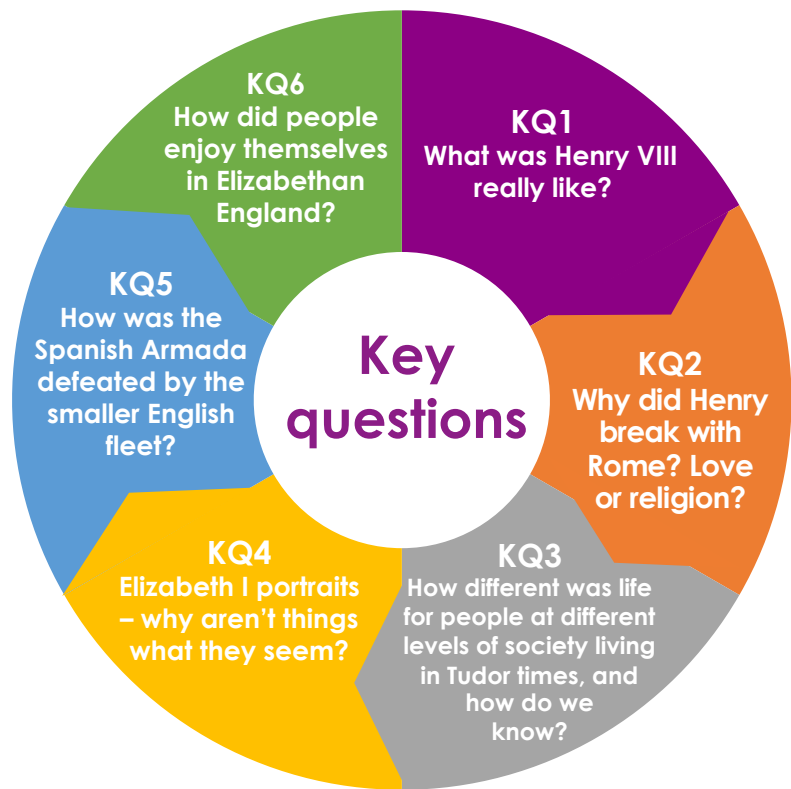 Key
questions
KQ1
What was Henry VIII
really like?
KQ2
Why did Henry
break with
Rome? Love
or religion?
KQ3
How different was life
for people at different
levels of society living
in Tudor times, and
how do we
know?
KQ4
Elizabeth I portraits
– why aren’t things
what they seem?
KQ5
How was the
Spanish Armada
defeated by the
smaller English
fleet?
KQ6
How did people
enjoy themselves
in Elizabethan
England?